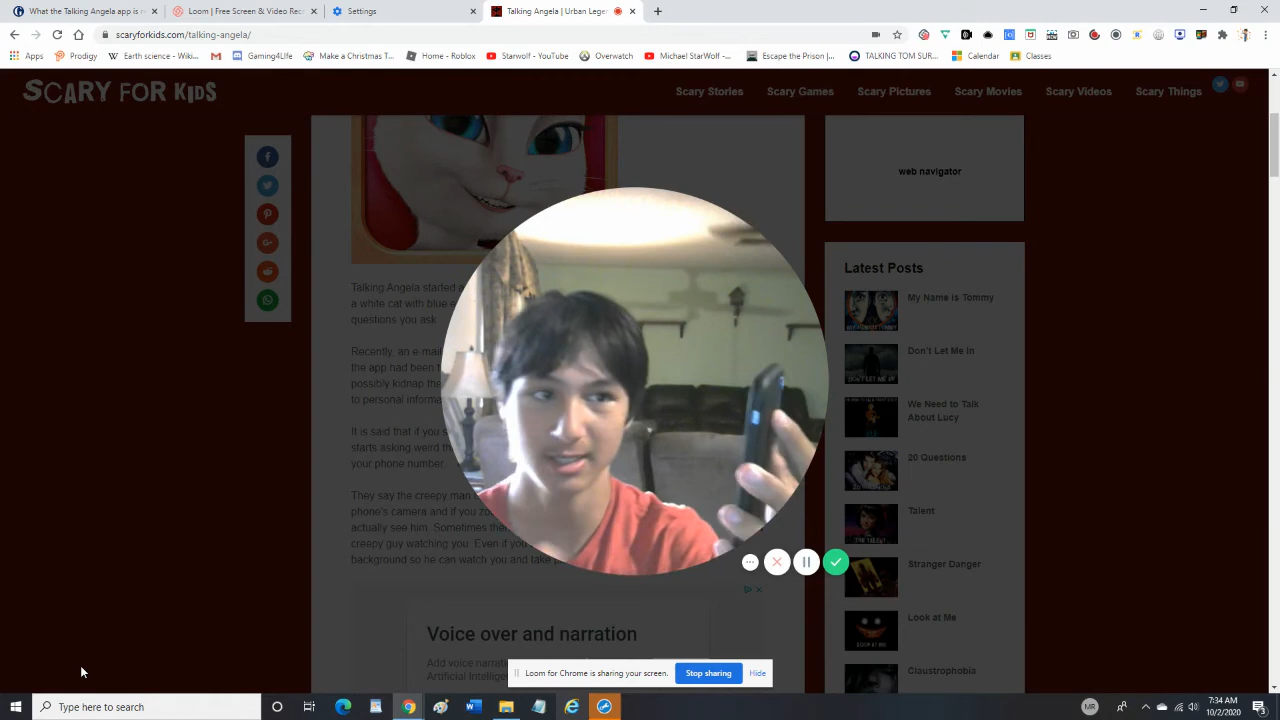 What the Talking Angela app is r
Loom | Free Screen & Video Rec
Settings
Talking Angela | Urban Lege
scaryforkids.com/talking-angela/
Apps
Prodigy
Earth science - Wiki...
Gaming4Life
Make a Christmas T...
Home - Roblox
Starwolf - YouTube
Overwatch
Michael StarWolf -...
Escape the Prison |...
TALKING TOM SUR...
Calendar
Classes
SCARY FOR KIDS
Scary Stories
Scary Games
Scary Pictures
Scary Movies
Scary Videos
Scary Things
web navigator
Talking Angela started a
a white cat with blue e
questions you ask
Recently, an e-mail
the app had been
possibly kidnap the
to personal informa
It is said that if you s
starts asking weird th
your phone number.
They say the creepy man
phone's camera and if you zo
actually see him. Sometimes the
creepy guy watching you. Even if you
background so he can watch you and take p
Latest Posts
My Name is Tommy
Don't Let Me In
We Need to Talk
About Lucy
20 Questions
Talent
Stranger Danger
Look at Me
Claustrophobia
Voice over and narration
Add voice narrati
Artificial Intellige
Loom for Chrome is sharing your screen.
Stop sharing
Hide
Type here to search
MR
7:34 AM
10/2/2020